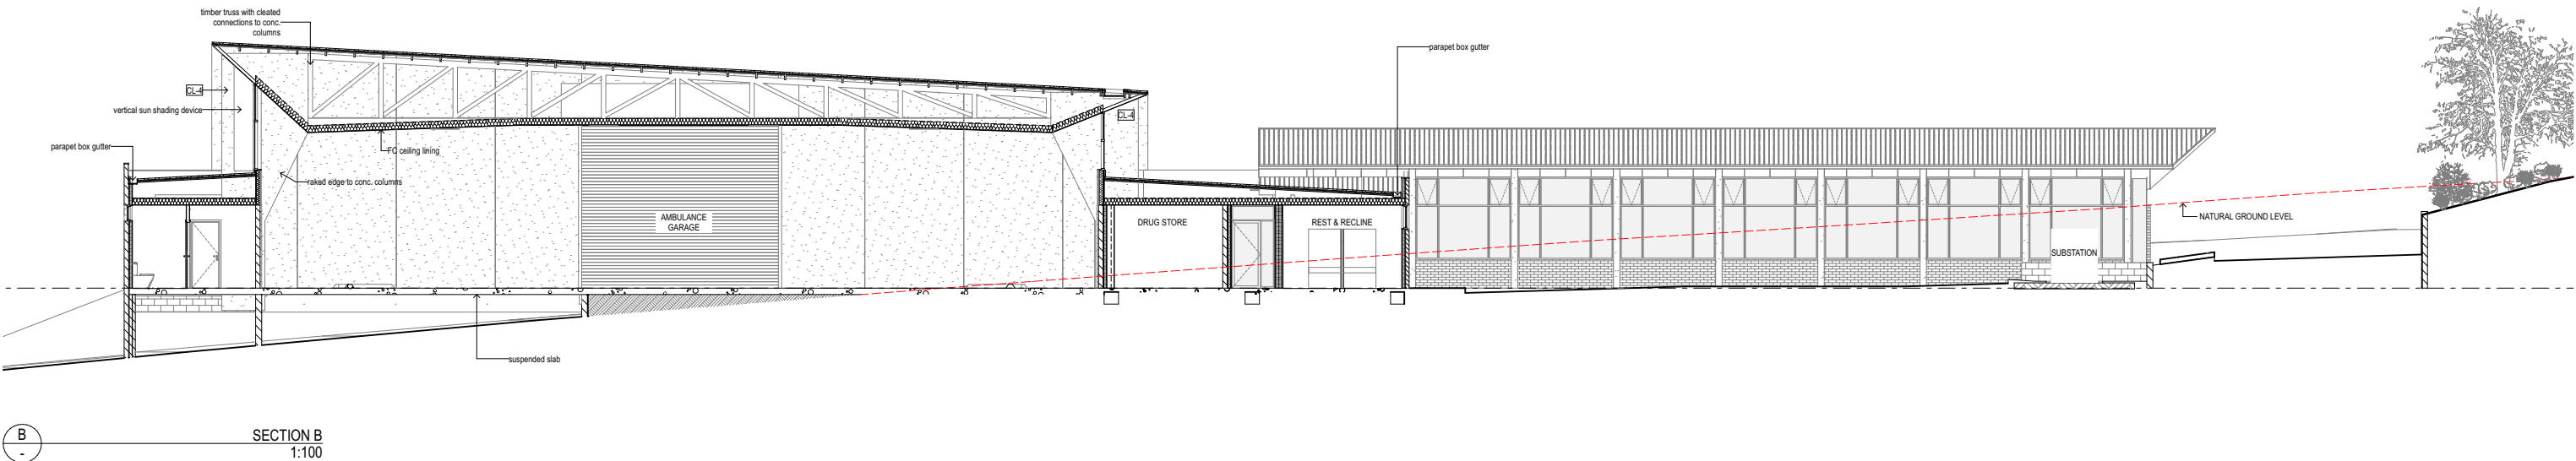 timber truss with cleated
connections to conc.
columns
parapet box gutter
CL-4
vertical sun shading device
CL-4
parapet box gutter
FC ceiling lining
raked edge to conc. columns
AMBULANCE
GARAGE
DRUG STORE
REST & RECLINE
NATURAL GROUND LEVEL
SUBSTATION
suspended slab
B
-
SECTION B
1:100